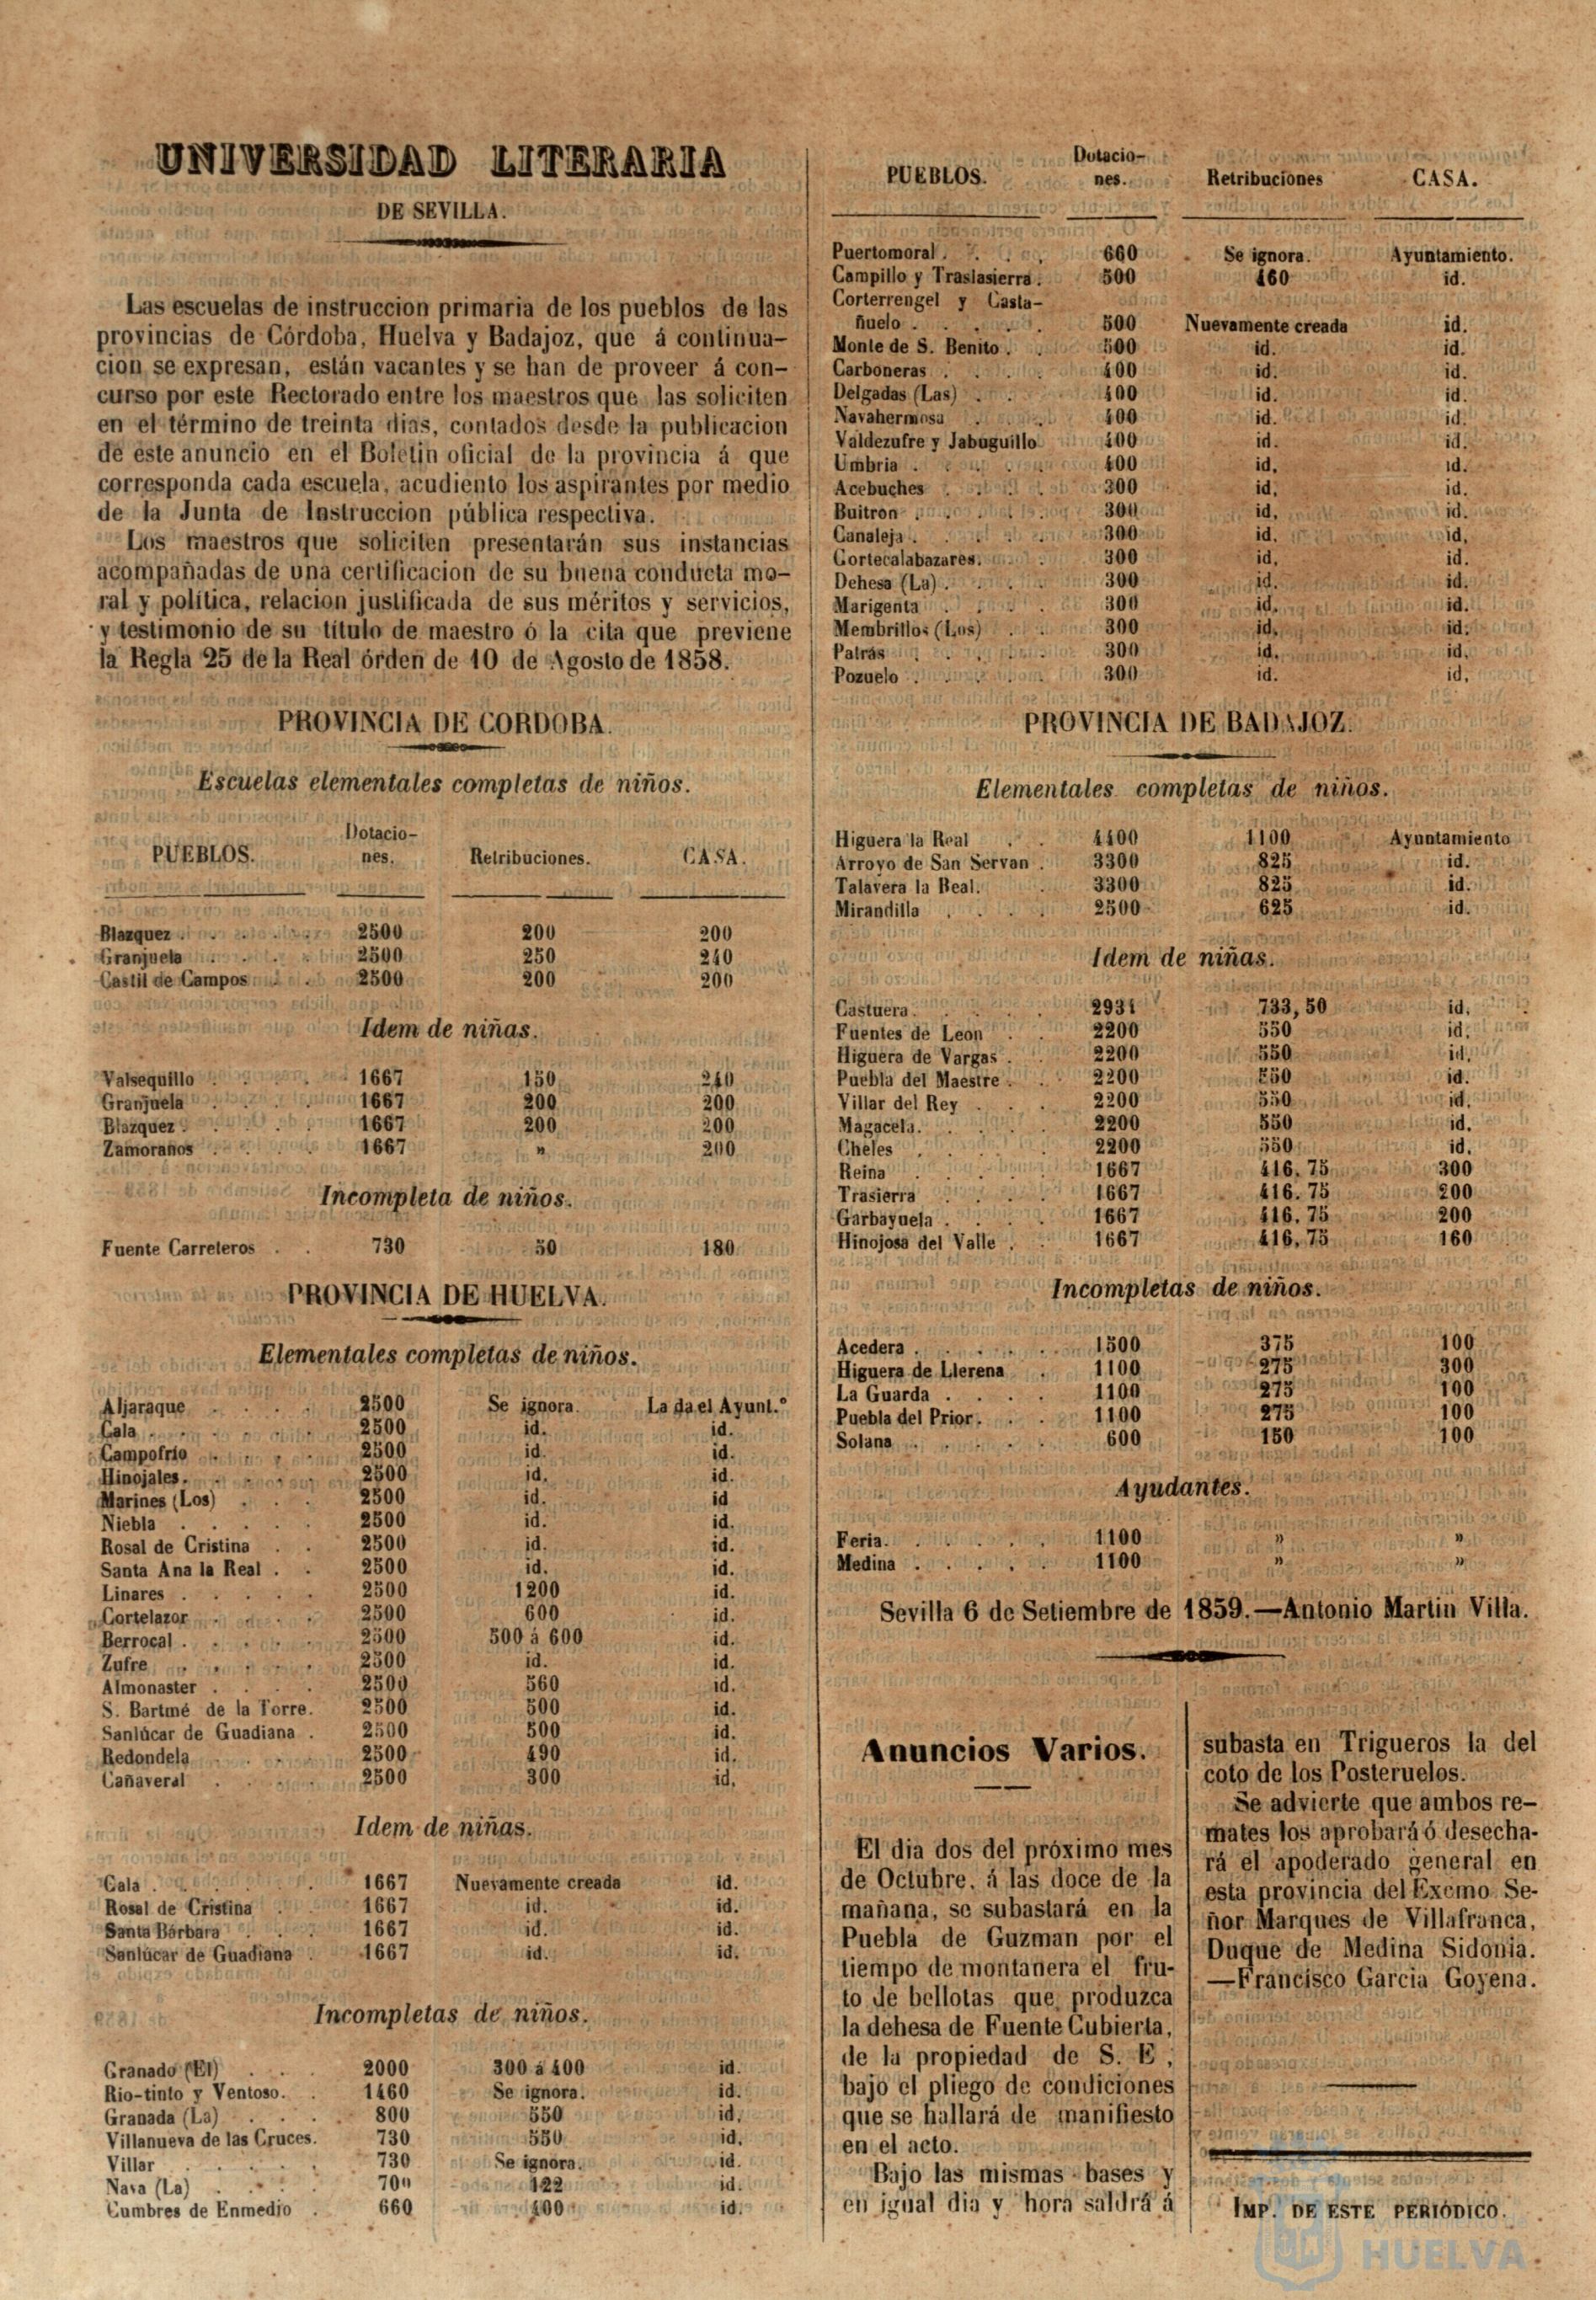 UNIVERSIDAD LITERARIA
DE SEVILLA.
Las escuelas de instruccion primaria de los pueblos de las
provincias de Córdoba, Huelva y Badajoz, que á continua-
cion se expresan, están vacantes y se han de proveer á con-
curso por este Rectorado entre los maestros que las soliciten
en el término de treinta dias, contados desde la publicacion
de este anuncio en el Boletin oficial de la provincia á que
corresponda cada escuela, acudiento los aspirantes por medio
de la Junta de Instruccion pública respectiva.
Los maestros que soliciten presentarán sus instancias
acompañadas de una certificacion de su buena conducta mo-
ral y política, relacion justificada de sus méritos y servicios,
y testimonio de su título de maestro ó la cita que previene
la Regla 25 de la Real órden de 10 de Agosto de 1858.
PROVINCIA DE CORDOBA.
Escuelas elementales completas de niños.
PUEBLOS. Dotacio-nes. Retribuciones. CASA.
Blazquez . . . . . 2500 200 200
Granjuela . . . . 2500 250 240
Castil de Campos . . 2500 200 200
Idem de niñas.
Valsequillo . . . . 1667 150 240
Granjuela . . . . 1667 200 200
Blazquez . . . . . 1667 200 200
Zamoranos . . . . 1667 » 200
Incompleta de niños.
Fuente Carreteros . . 730 50 180
PROVINCIA DE HUELVA.
Elementales completas de niños.
Aljaraque . . . . 2500 Se ignora. La da el Ayunt.º
Cala . . . . . . 2500 id. id.
Campofrio . . . . 2500 id. id.
Hinojales . . . . . 2500 id. id.
Marines (Los) . . . 2500 id. id
Niebla . . . . . 2500 id. id.
Rosal de Cristina . . 2500 id. id.
Santa Ana la Real . . 2500 id. id.
Linares . . . . . 2500 1200 id.
Cortelazor . . . . 2500 600 id.
Berrocal . . . . . 2500 500 á 600 id.
Zufre . . . . . 2500 id. id.
Almonaster . . . . 2500 560 id.
S. Bartmé de la Torre. 2500 500 id.
Sanlúcar de Guadiana . 2500 500 id.
Redondela . . . . 2500 490 id.
Cañaveral . . . . 2500 300 id.
Idem de niñas.
Cala . . . . . . 1667 Nuevamente creada id.
Rosal de Cristina . . 1667 id. id.
Santa Bárbara . . . 1667 id. id.
Sanlúcar de Guadiana . 1667 id. id.
Incompletas de niños.
Granado (El) . . . 2000 300 á 400 id.
Rio-tinto y Ventoso. . 1460 Se ignora. id.
Granada (La) . . . . 800 550 id.
Villanueva de las Cruces. 730 550 id.
Villar . . . . . 730 Se ignora. id.
Nava (La) . . . . 700 122 id.
Cumbres de Enmedio . 660 400 id.
PUEBLOS. Dotacio-nes. Retribuciones CASA.
Puertomoral . . . . 660 Se ignora. Ayuntamiento.
Campillo y Traslasierra . 500 460 id.
Corterrengel y Casta-
ñuelo . . . . . . 500 Nuevamente creada id.
Monte de S. Benito . . 500 id. id.
Carboneras . . . . 400 id. id.
Delgadas (Las) . . . 400 id. id.
Navahermosa . . . 400 id. id.
Valdezufre y Jabuguillo 400 id. id.
Umbria . . . . . 400 id. id.
Acebuches . . . . 300 id. id.
Buitron . . . . . 300 id. id.
Canaleja . . . . . 300 id. id.
Cortecalabazares. . . 300 id. id.
Dehesa (La) . . . . 300 id. id.
Marigenta . . . . 300 id. id.
Membrillos (Los) . . 300 id. id.
Patrás . . . . . 300 id. id.
Pozuelo . . . . . 300 id. id.
PROVINCIA DE BADAJOZ.
Elementales completas de niños.
Higuera la Real . . 4400 1100 Ayuntamiento
Arroyo de San Servan . 3300 825 id.
Talavera la Real. . 3300 825 id.
Mirandilla . . . . 2500 625 id.
Idem de niñas.
Castuera . . . . . 2934 733,50 id.
Fuentes de Leon . . 2200 550 id.
Higuera de Vargas . . 2200 550 id.
Puebla del Maestre . . 2200 550 id.
Villar del Rey . . . 2200 550 id.
Magacela . . . . . 2200 550 id.
Cheles . . . . . 2200 550 id.
Reina . . . . . 1667 416.75 300
Trasierra . . . . 1667 416.75 200
Garbayuela . . . . 1667 416.75 200
Hinojosa del Valle . . 1667 416,75 160
Incompletas de niños.
Acedera . . . . . 1500 375 100
Higuera de Llerena . 1100 275 300
La Guarda . . . . 1100 275 100
Puebla del Prior . . . 1100 275 100
Solana . . . . . 600 150 100
Ayudantes.
Feria. . . . . . 1100 » »
Medina . . . . . 1100 » »
Sevilla 6 de Setiembre de 1859.—Antonio Martin Villa.
Anuncios Varios.
El dia dos del próximo mes
de Octubre, á las doce de la
mañana, se subastará en la
Puebla de Guzman por el
tiempo de montanera el fru-
to de bellotas que produzca
la dehesa de Fuente Cubierta,
de la propiedad de S. E ,
bajo el pliego de condiciones
que se hallará de manifiesto
en el acto.
Bajo las mismas bases y
en igual dia y hora saldrá á
subasta en Trigueros la del
coto de los Posteruelos.
Se advierte que ambos re-
mates los aprobará ó desecha-
rá el apoderado general en
esta provincia del Excmo. Se-
ñor Marques de Villafranca,
Duque de Medina Sidonia.
—Francisco Garcia Goyena.
IMP. DE ESTE PERIÓDICO.
HUELVA